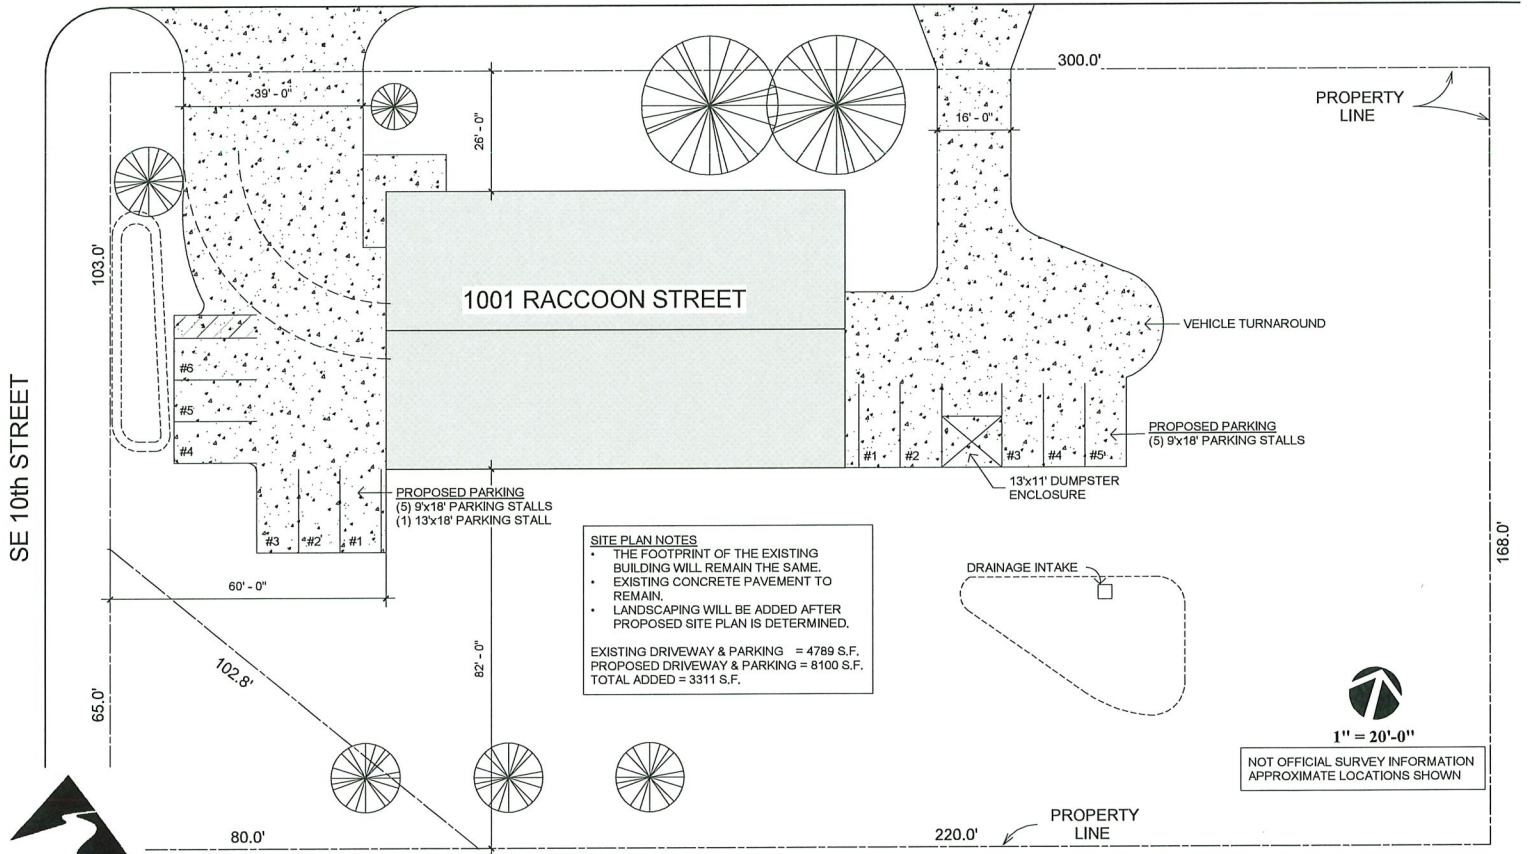 300.0'
PROPERTY
LINE
39' - 0"
26' - 0"
16' - 0"
103.0'
1001 RACCOON STREET
VEHICLE TURNAROUND
#6
#5
#4
SE 10th STREET
PROPOSED PARKING
(5) 9'x18' PARKING STALLS
#1
#2
#3
#4
#5
13'x11' DUMPSTER
ENCLOSURE
PROPOSED PARKING
(5) 9'x18' PARKING STALLS
(1) 13'x18' PARKING STALL
#3
#2
#1
60' - 0"
SITE PLAN NOTES
• THE FOOTPRINT OF THE EXISTING
BUILDING WILL REMAIN THE SAME.
• EXISTING CONCRETE PAVEMENT TO
REMAIN.
• LANDSCAPING WILL BE ADDED AFTER
PROPOSED SITE PLAN IS DETERMINED.
EXISTING DRIVEWAY & PARKING = 4789 S.F.
PROPOSED DRIVEWAY & PARKING = 8100 S.F.
TOTAL ADDED = 3311 S.F.
DRAINAGE INTAKE
168.0'
102.8'
82' - 0"
65.0'
1" = 20'-0"
NOT OFFICIAL SURVEY INFORMATION
APPROXIMATE LOCATIONS SHOWN
80.0'
220.0'
PROPERTY
LINE